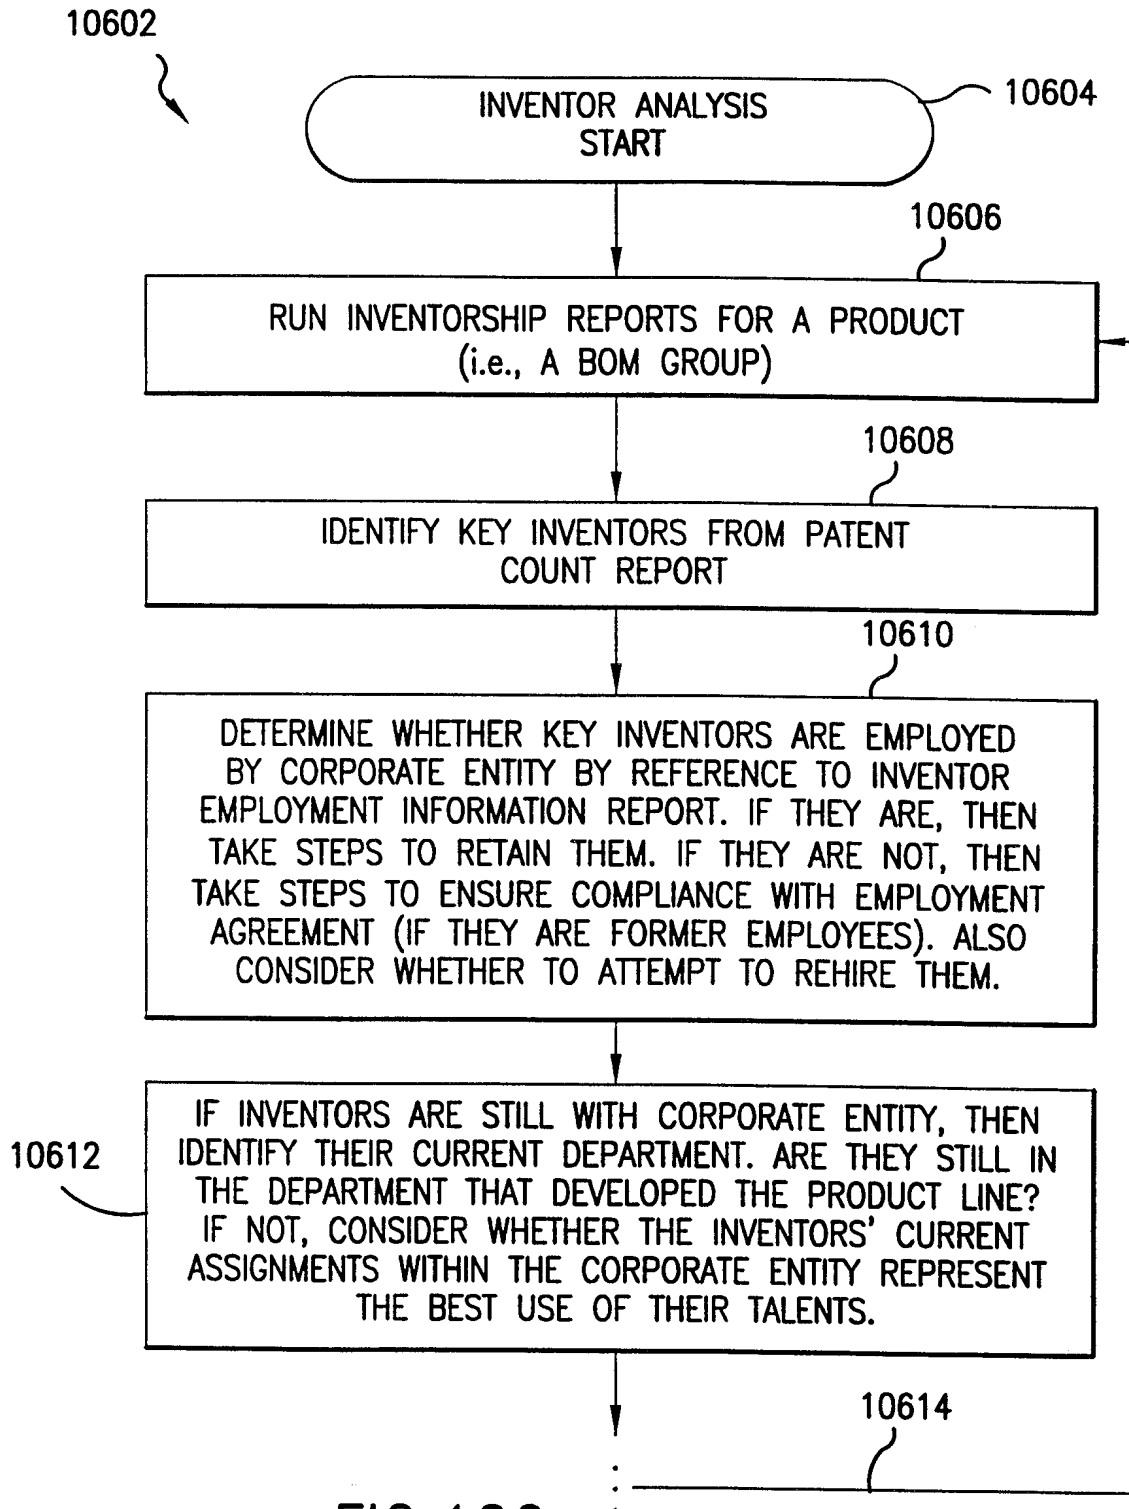 10602
INVENTOR ANALYSIS
START
10604
10606
RUN INVENTORSHIP REPORTS FOR A PRODUCT
(i.e., A BOM GROUP)
10608
IDENTIFY KEY INVENTORS FROM PATENT
COUNT REPORT
10610
DETERMINE WHETHER KEY INVENTORS ARE EMPLOYED
BY CORPORATE ENTITY BY REFERENCE TO INVENTOR
EMPLOYMENT INFORMATION REPORT. IF THEY ARE, THEN
TAKE STEPS TO RETAIN THEM. IF THEY ARE NOT, THEN
TAKE STEPS TO ENSURE COMPLIANCE WITH EMPLOYMENT
AGREEMENT (IF THEY ARE FORMER EMPLOYEES). ALSO
CONSIDER WHETHER TO ATTEMPT TO REHIRE THEM.
10612
IF INVENTORS ARE STILL WITH CORPORATE ENTITY, THEN
IDENTIFY THEIR CURRENT DEPARTMENT. ARE THEY STILL IN
THE DEPARTMENT THAT DEVELOPED THE PRODUCT LINE?
IF NOT, CONSIDER WHETHER THE INVENTORS' CURRENT
ASSIGNMENTS WITHIN THE CORPORATE ENTITY REPRESENT
THE BEST USE OF THEIR TALENTS.
10614